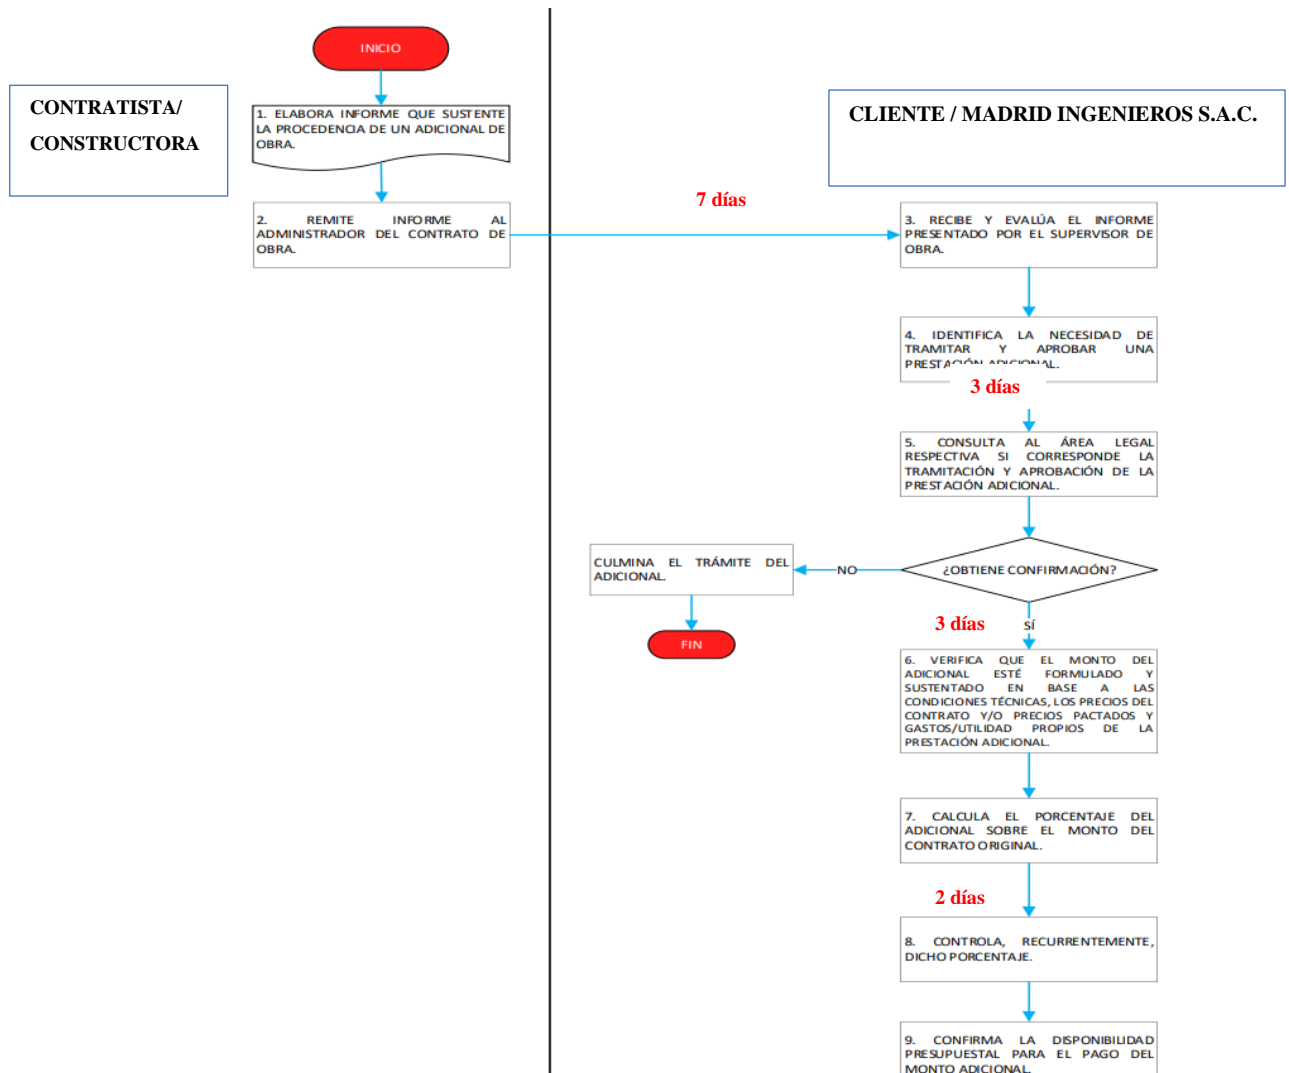 INICIO
CONTRATISTA/
CONSTRUCTORA
1. ELABORA INFORME QUE SUSTENTE
LA PROCEDENCIA DE UN ADICIONAL DE
OBRA.
2. REMITE INFORME AL
ADMINISTRADOR DEL CONTRATO DE
OBRA.
7 días
CLIENTE / MADRID INGENIEROS S.A.C.
3. RECIBE Y EVALÚA EL INFORME
PRESENTADO POR EL SUPERVISOR DE
OBRA.
4. IDENTIFICA LA NECESIDAD DE
TRAMITAR Y APROBAR UNA
PRESTACIÓN ADICIONAL.
3 días
5. CONSULTA AL ÁREA LEGAL
RESPECTIVA SI CORRESPONDE LA
TRAMITACIÓN Y APROBACIÓN DE LA
PRESTACIÓN ADICIONAL.
¿OBTIENE CONFIRMACIÓN?
NO
CULMINA EL TRÁMITE DEL
ADICIONAL.
FIN
3 días
SÍ
6. VERIFICA QUE EL MONTO DEL
ADICIONAL ESTÉ FORMULADO Y
SUSTENTADO EN BASE A LAS
CONDICIONES TÉCNICAS, LOS PRECIOS DEL
CONTRATO Y/O PRECIOS PACTADOS Y
GASTOS/UTILIDAD PROPIOS DE LA
PRESTACIÓN ADICIONAL.
7. CALCULA EL PORCENTAJE DEL
ADICIONAL SOBRE EL MONTO DEL
CONTRATO ORIGINAL.
2 días
8. CONTROLA, RECURRENTEMENTE,
DICHO PORCENTAJE.
9. CONFIRMA LA DISPONIBILIDAD
PRESUPUESTAL PARA EL PAGO DEL
MONTO ADICIONAL.